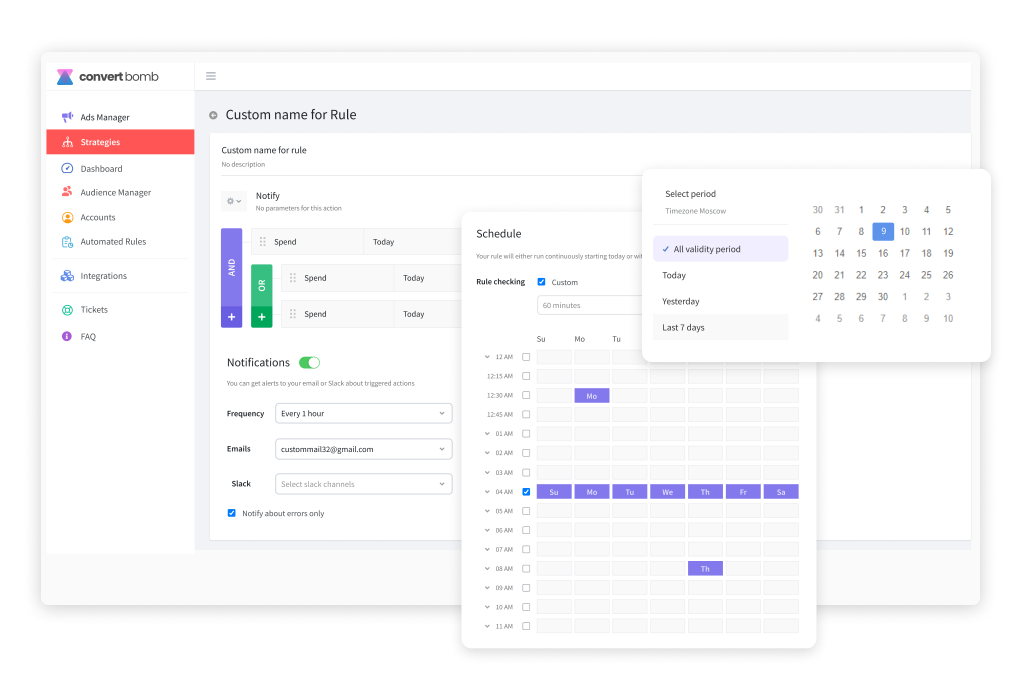 convert bomb
Ads Manager
Strategies
Dashboard
Audience Manager
Accounts
Automated Rules
Integrations
Tickets
FAQ
Custom name for Rule
Custom name for rule
No description
Notify
No parameters for this action
AND
+
Spend Today
OR
+
Spend Today
Spend Today
Notifications
You can get alerts to your email or Slack about triggered actions
Frequency Every 1 hour
Emails custommail32@gmail.com
Slack Select slack channels
Notify about errors only
Schedule
Your rule will either run continuously starting today or wit
Rule checking Custom
60 minutes
Su Mo Tu
12 AM
12:15 AM
12:30 AM Mo
12:45 AM
01 AM
02 AM
03 AM
04 AM Su Mo Tu We Th Fr Sa
05 AM
06 AM
07 AM
08 AM Th
09 AM
10 AM
11 AM
Select period
Timezone Moscow
All validity period
Today
Yesterday
Last 7 days
30 31 1 2 3 4 5
6 7 8 9 10 11 12
13 14 15 16 17 18 19
20 21 22 23 24 25 26
27 28 29 30 1 2 3
4 5 6 7 8 9 10